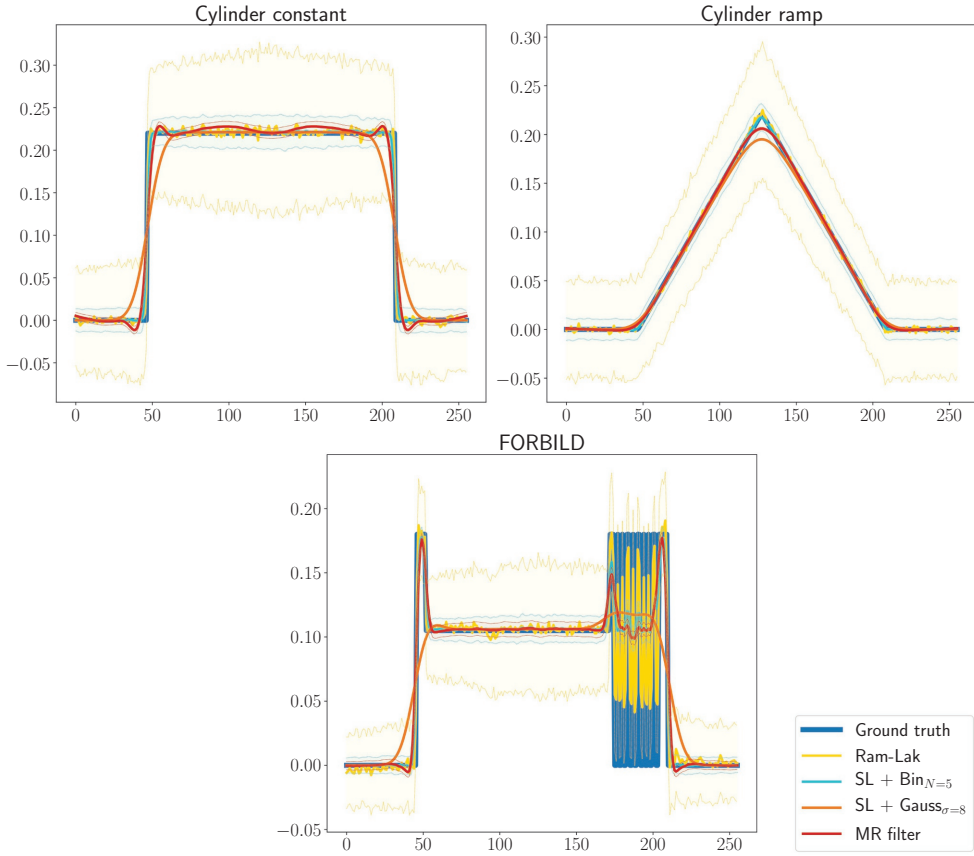 Cylinder constant
Cylinder ramp
0.30
0.25
0.20
0.15
0.10
0.05
0.00
−0.05
0 50 100 150 200 250
0.30
0.25
0.20
0.15
0.10
0.05
0.00
−0.05
0 50 100 150 200 250
FORBILD
0.20
0.15
0.10
0.05
0.00
−0.05
0 50 100 150 200 250
Ground truth
Ram-Lak
SL + Bin_{N=5}
SL + Gauss_{σ=8}
MR filter